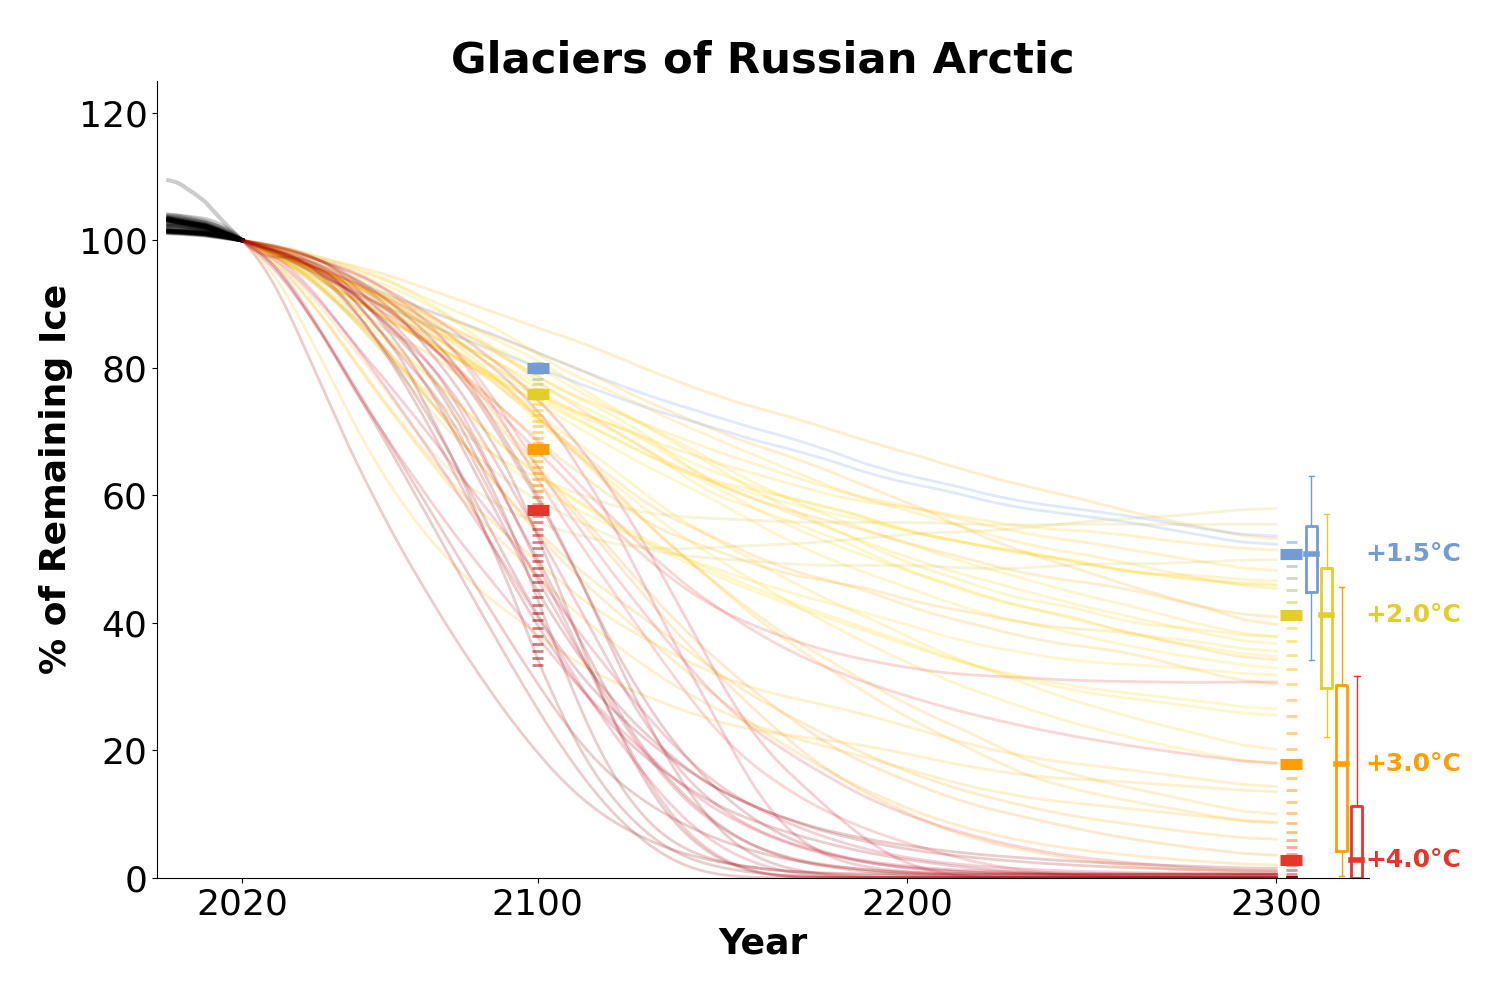 Glaciers of Russian Arctic
120
100
80
60
40
20
0
% of Remaining Ice
2020
2100
2200
2300
Year
+1.5°C
+2.0°C
+3.0°C
+4.0°C